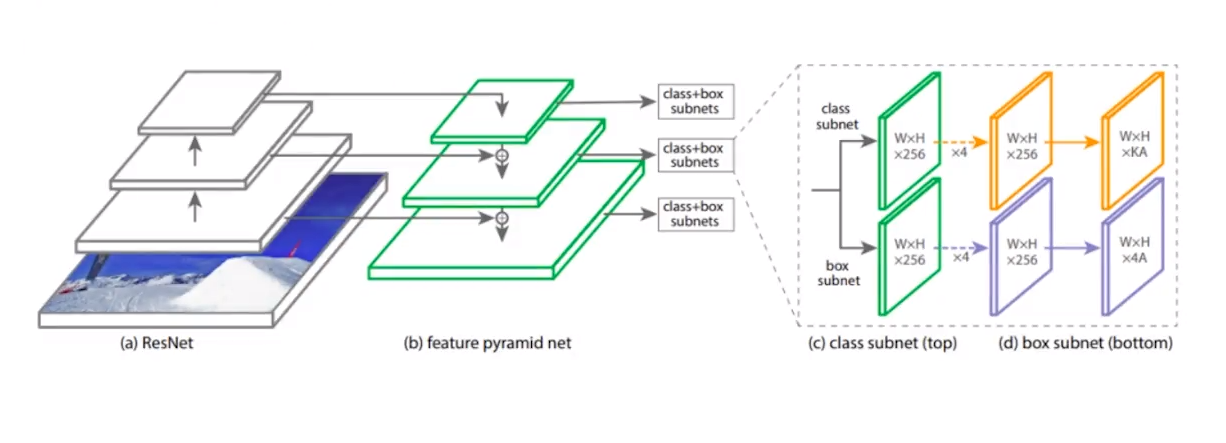 class+box
subnets
class+box
subnets
class+box
subnets
class
subnet
W×H
×256
×4
W×H
×256
W×H
×KA
W×H
×256
×4
W×H
×256
W×H
×4A
box
subnet
(a) ResNet
(b) feature pyramid net
(c) class subnet (top)
(d) box subnet (bottom)